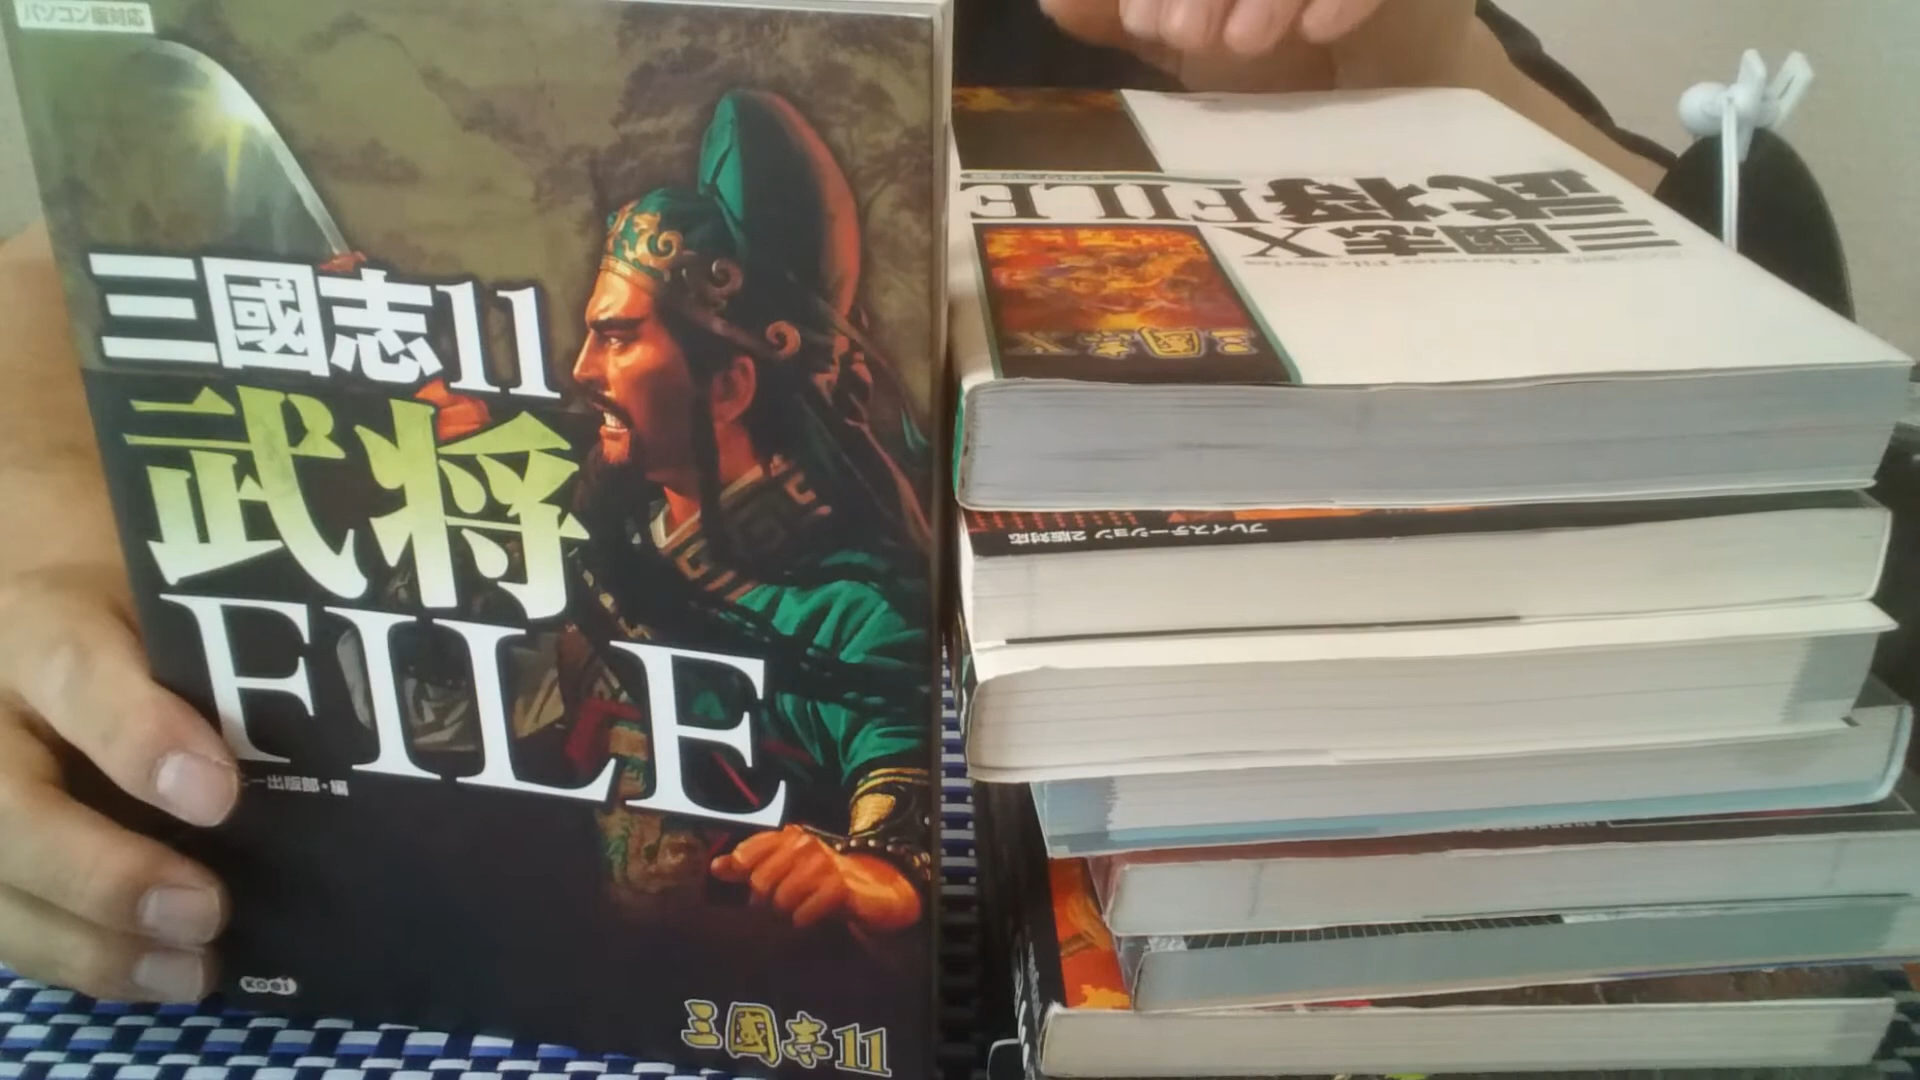 パソコン版対応
三國志11
武将
FILE
ー出版部・編
KOEI
三國志11
三國志X
武将FILE
Character File Series
三國志X
プレイステーション2版対応